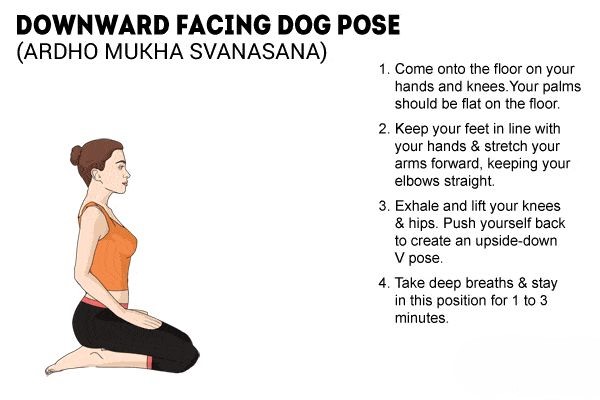 DOWNWARD FACING DOG POSE
(ARDHO MUKHA SVANASANA)
1. Come onto the floor on your
hands and knees.Your palms
should be flat on the floor.
2. Keep your feet in line with
your hands & stretch your
arms forward, keeping your
elbows straight.
3. Exhale and lift your knees
& hips. Push yourself back
to create an upside-down
V pose.
4. Take deep breaths & stay
in this position for 1 to 3
minutes.